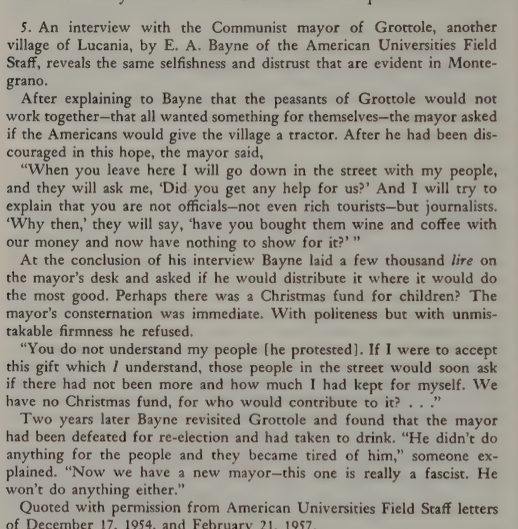 5. An interview with the Communist mayor of Grottole, another
village of Lucania, by E. A. Bayne of the American Universities Field
Staff, reveals the same selfishness and distrust that are evident in Monte-
grano.
After explaining to Bayne that the peasants of Grottole would not
work together—that all wanted something for themselves—the mayor asked
if the Americans would give the village a tractor. After he had been dis-
couraged in this hope, the mayor said,
"When you leave here I will go down in the street with my people,
and they will ask me, 'Did you get any help for us?' And I will try to
explain that you are not officials—not even rich tourists—but journalists.
'Why then,' they will say, 'have you bought them wine and coffee with
our money and now have nothing to show for it?' "
At the conclusion of his interview Bayne laid a few thousand lire on
the mayor's desk and asked if he would distribute it where it would do
the most good. Perhaps there was a Christmas fund for children? The
mayor's consternation was immediate. With politeness but with unmis-
takable firmness he refused.
"You do not understand my people [he protested]. If I were to accept
this gift which I understand, those people in the street would soon ask
if there had not been more and how much I had kept for myself. We
have no Christmas fund, for who would contribute to it? . . ."
Two years later Bayne revisited Grottole and found that the mayor
had been defeated for re-election and had taken to drink. "He didn't do
anything for the people and they became tired of him," someone ex-
plained. "Now we have a new mayor—this one is really a fascist. He
won't do anything either."
Quoted with permission from American Universities Field Staff letters
of December 17, 1954, and February 21, 1957.